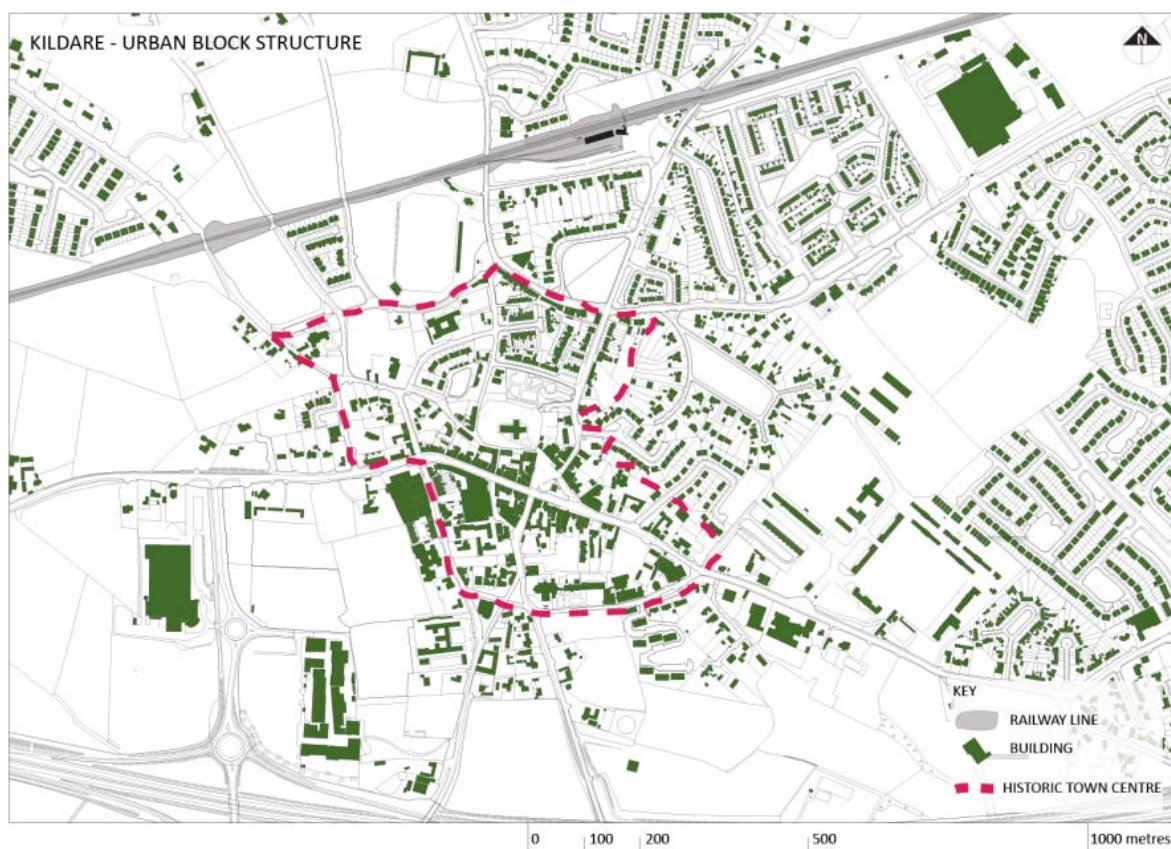 KILDARE - URBAN BLOCK STRUCTURE
N
KEY
RAILWAY LINE
BUILDING
HISTORIC TOWN CENTRE
0 100 200 500 1000 metres